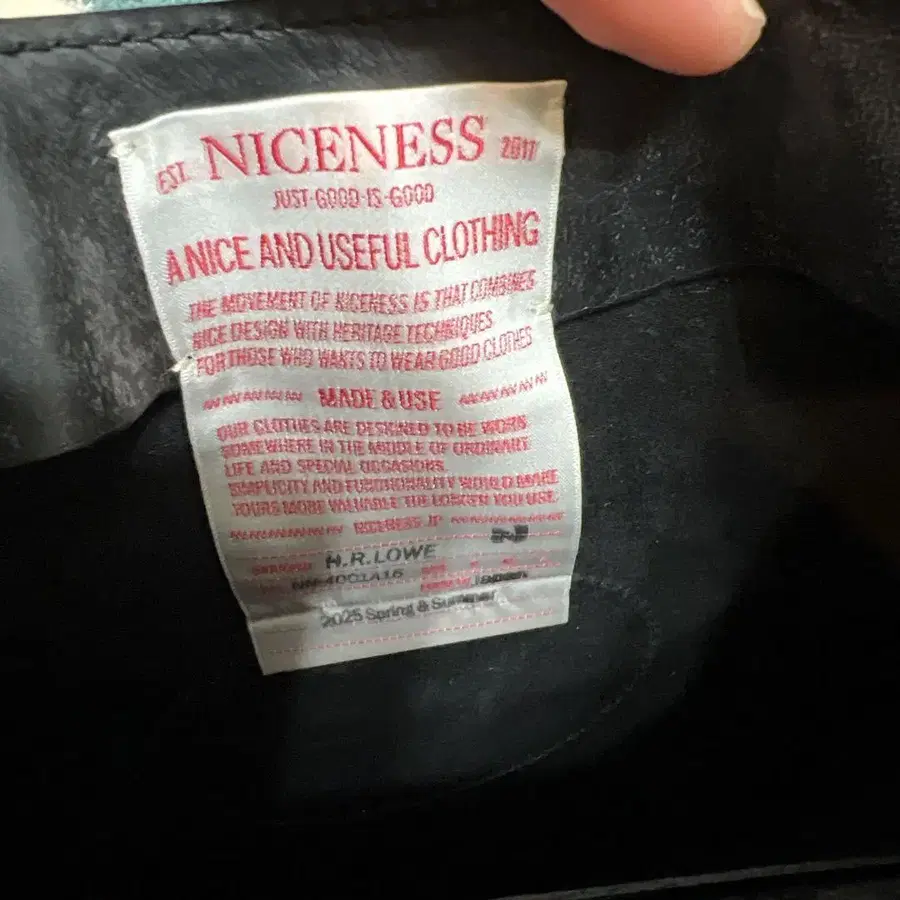 EST. NICENESS 2017
JUST-GOOD-IS-GOOD
A NICE AND USEFUL CLOTHING
THE MOVEMENT OF NICENESS IS THAT COMBINES
NICE DESIGN WITH HERITAGE TECHNIQUES
FOR THOSE WHO WANTS TO WEAR GOOD CLOTHES
MADE & USE
OUR CLOTHES ARE DESIGNED TO BE WORN
SOMEWHERE IN THE MIDDLE OF ORDINARY
LIFE AND SPECIAL OCCASIONS.
SIMPLICITY AND FUNCTIONALITY WOULD MAKE
YOURS MORE VALUABLE THE LONGER YOU USE.
NICENESS JP
H.R.LOWE
NN-4001A16
Japan
2025 Spring & Summer